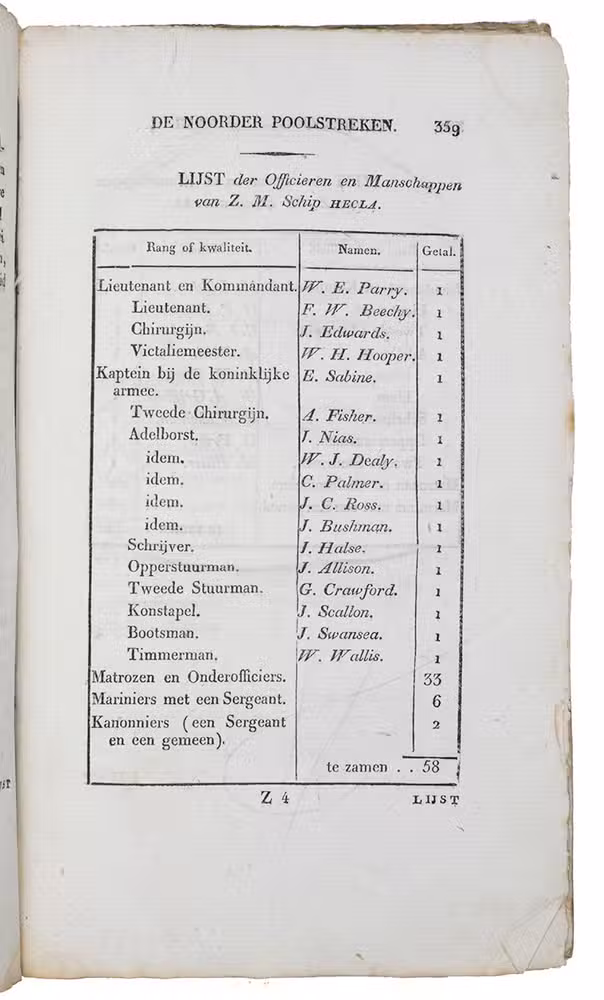 DE NOORDER POOLSTREKEN. 359
LIJST der Officieren en Manschappen
van Z. M. Schip HECLA.
Rang of kwaliteit. Namen. Getal.
Lieutenant en Kommandant. W. E. Parry. 1
Lieutenant. F. W. Beechy. 1
Chirurgijn. J. Edwards. 1
Victaliemeester. W. H. Hooper. 1
Kaptein bij de koninklijke E. Sabine. 1
armee.
Tweede Chirurgijn. A. Fisher. 1
Adelborst. J. Nias. 1
idem. W. J. Dealy. 1
idem. C. Palmer. 1
idem. J. C. Ross. 1
idem. J. Bushman. 1
Schrijver. J. Halse. 1
Opperstuurman. J. Allison. 1
Tweede Stuurman. G. Crawford. 1
Konstapel. J. Scallon. 1
Bootsman. J. Swansea. 1
Timmerman. W. Wallis. 1
Matrozen en Onderofficiers. 33
Mariniers met een Sergeant. 6
Kanonniers (een Sergeant 2
en een gemeen).
te zamen . . 58
Z 4 LIJST